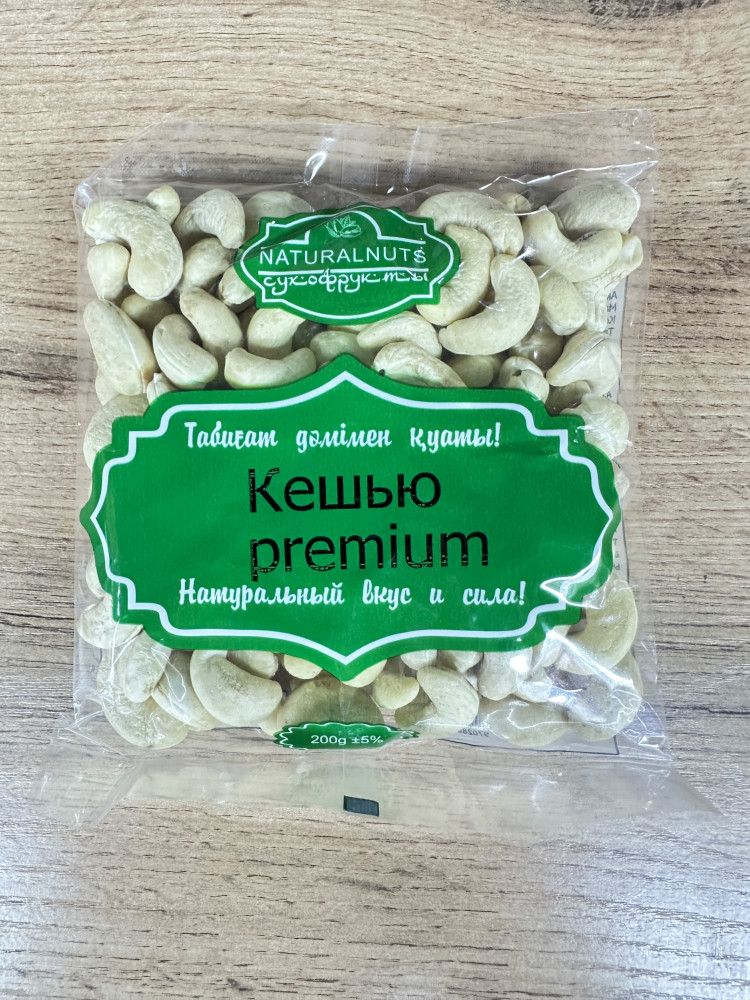 NATURALNUTS
сухофрукты
Табиғат дәмімен қуаты!
Кешью
premium
Натуральный вкус и сила!
200g ±5%